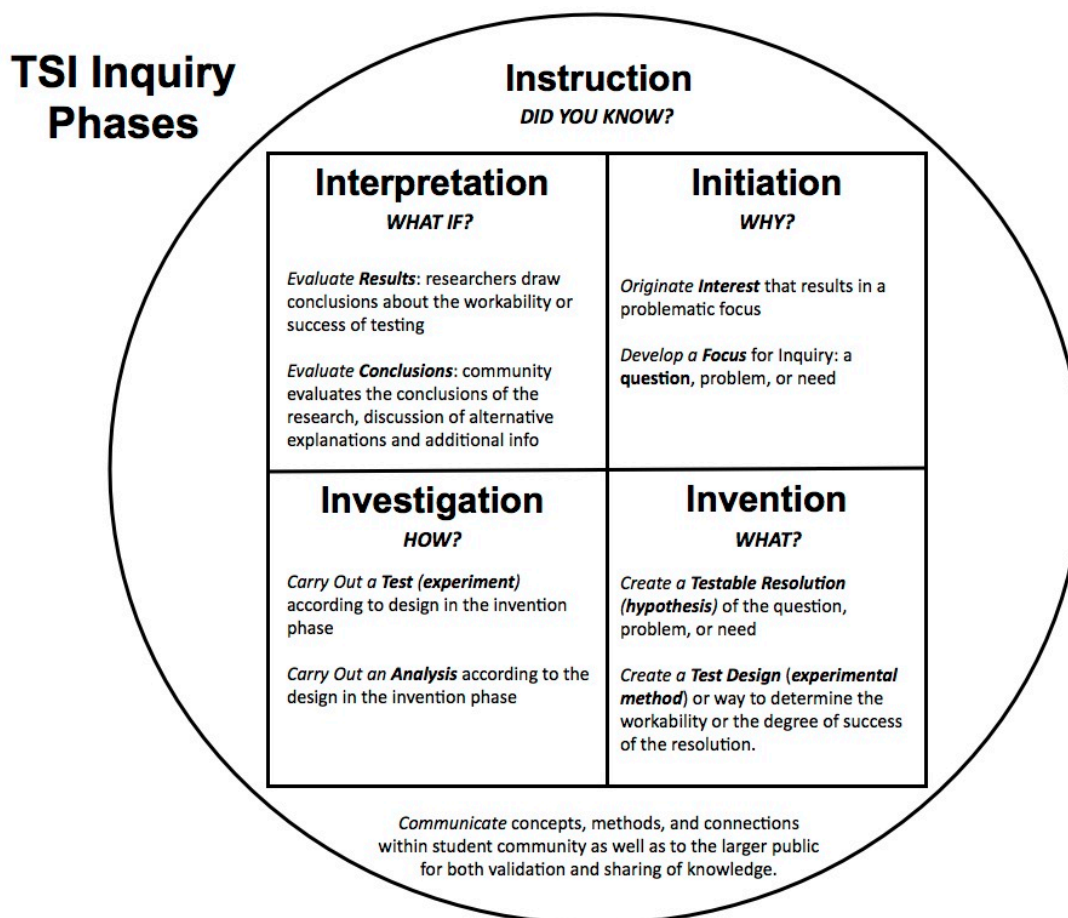 TSI Inquiry
Phases
Instruction
DID YOU KNOW?
Interpretation
WHAT IF?
Evaluate Results: researchers draw
conclusions about the workability or
success of testing
Evaluate Conclusions: community
evaluates the conclusions of the
research, discussion of alternative
explanations and additional info
Initiation
WHY?
Originate Interest that results in a
problematic focus
Develop a Focus for Inquiry: a
question, problem, or need
Investigation
HOW?
Carry Out a Test (experiment)
according to design in the invention
phase
Carry Out an Analysis according to the
design in the invention phase
Invention
WHAT?
Create a Testable Resolution
(hypothesis) of the question,
problem, or need
Create a Test Design (experimental
method) or way to determine the
workability or the degree of success
of the resolution.
Communicate concepts, methods, and connections
within student community as well as to the larger public
for both validation and sharing of knowledge.